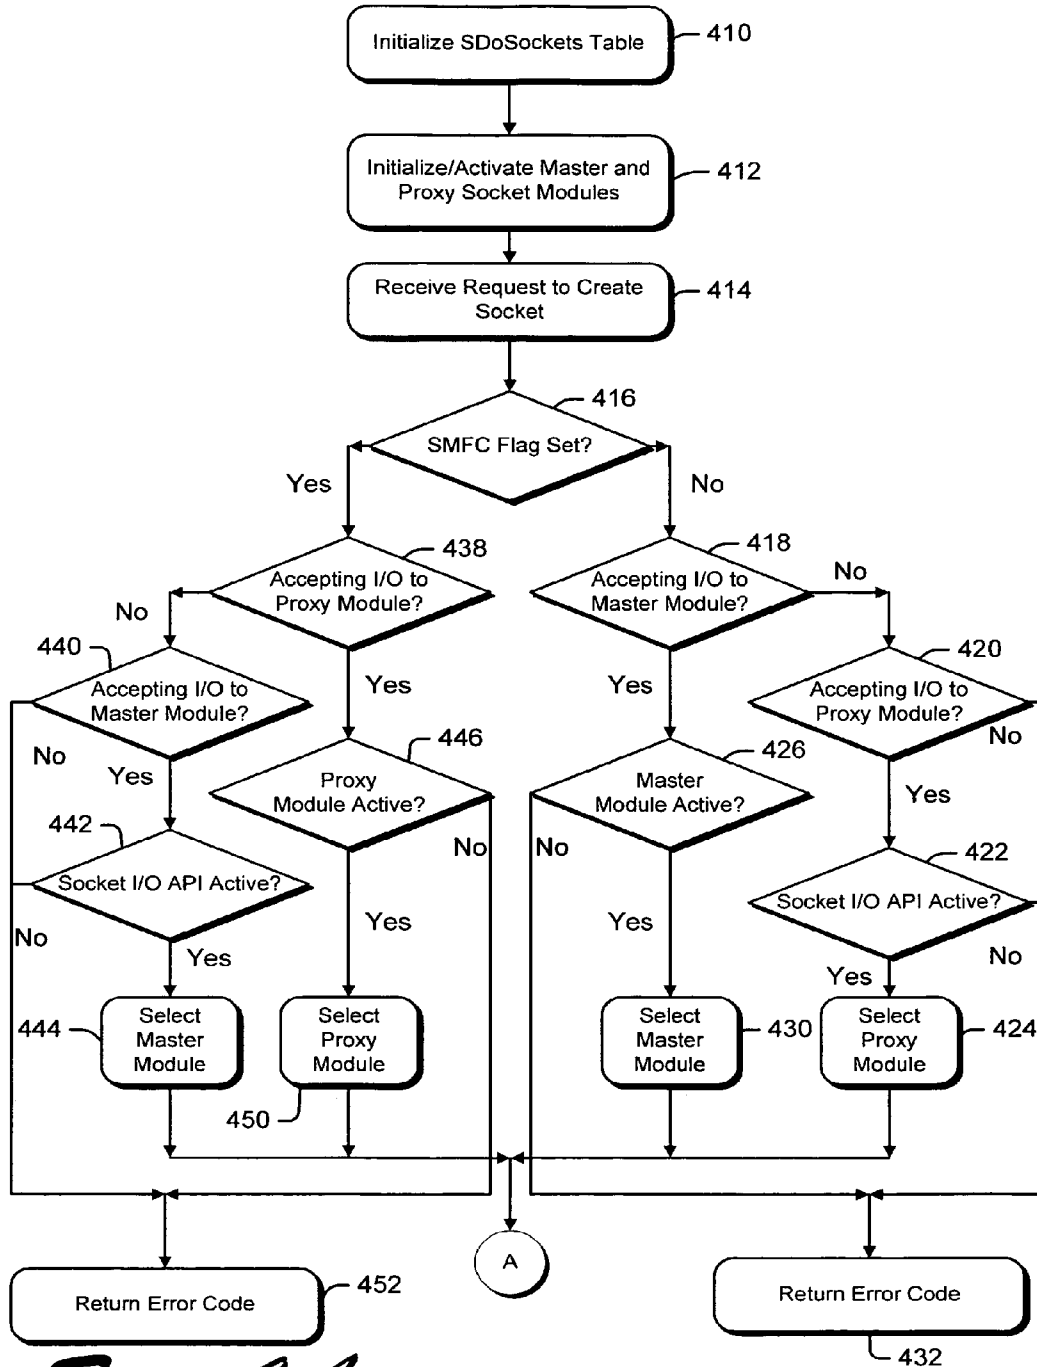 Initialize SDoSockets Table
410
Initialize/Activate Master and
Proxy Socket Modules
412
Receive Request to Create
Socket
414
416
SMFC Flag Set?
Yes
No
438
Accepting I/O to
Proxy Module?
418
Accepting I/O to
Master Module?
No
No
440
Accepting I/O to
Master Module?
Yes
Yes
420
Accepting I/O to
Proxy Module?
No
No
Yes
446
Proxy
Module Active?
426
Master
Module Active?
Yes
442
Socket I/O API Active?
No
No
422
Socket I/O API Active?
No
Yes
Yes
Yes
No
Yes
444
Select
Master
Module
Select
Proxy
Module
450
Select
Master
Module
430
Select
Proxy
Module
424
A
Return Error Code
452
Return Error Code
432